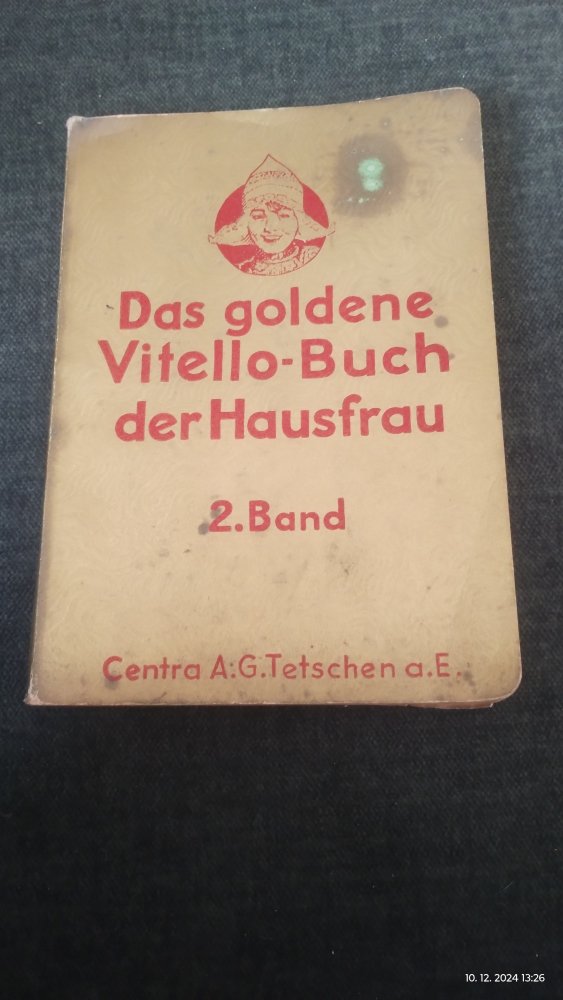 Das goldene
Vitello-Buch
der Hausfrau
2.Band
Centra A.G.Tetschen a.E.
10. 12. 2024 13:26